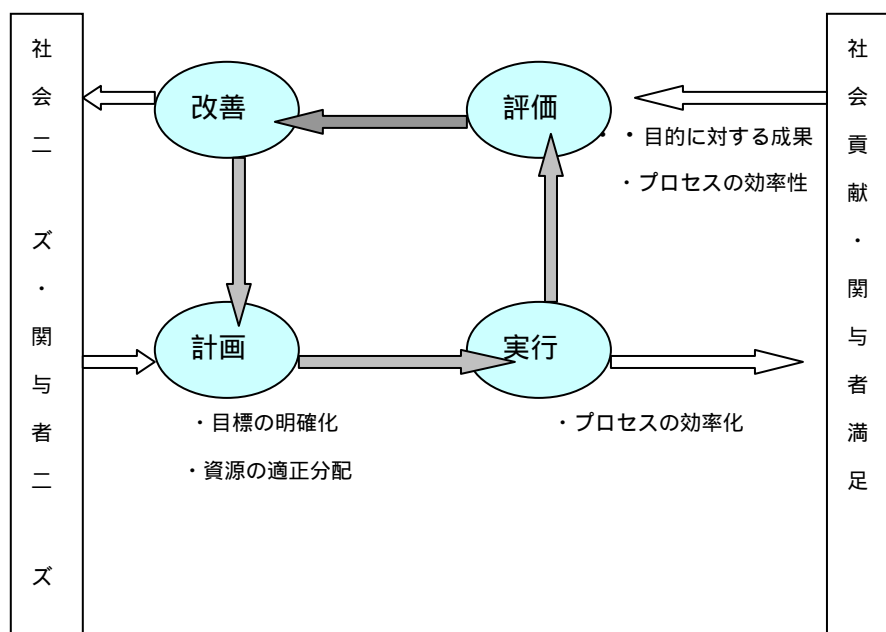 社会ニ ズ・関与者ニ ズ
改善
評価
・・目的に対する成果
・プロセスの効率性
計画
実行
・目標の明確化
・資源の適正分配
・プロセスの効率化
社会貢献・関与者満足